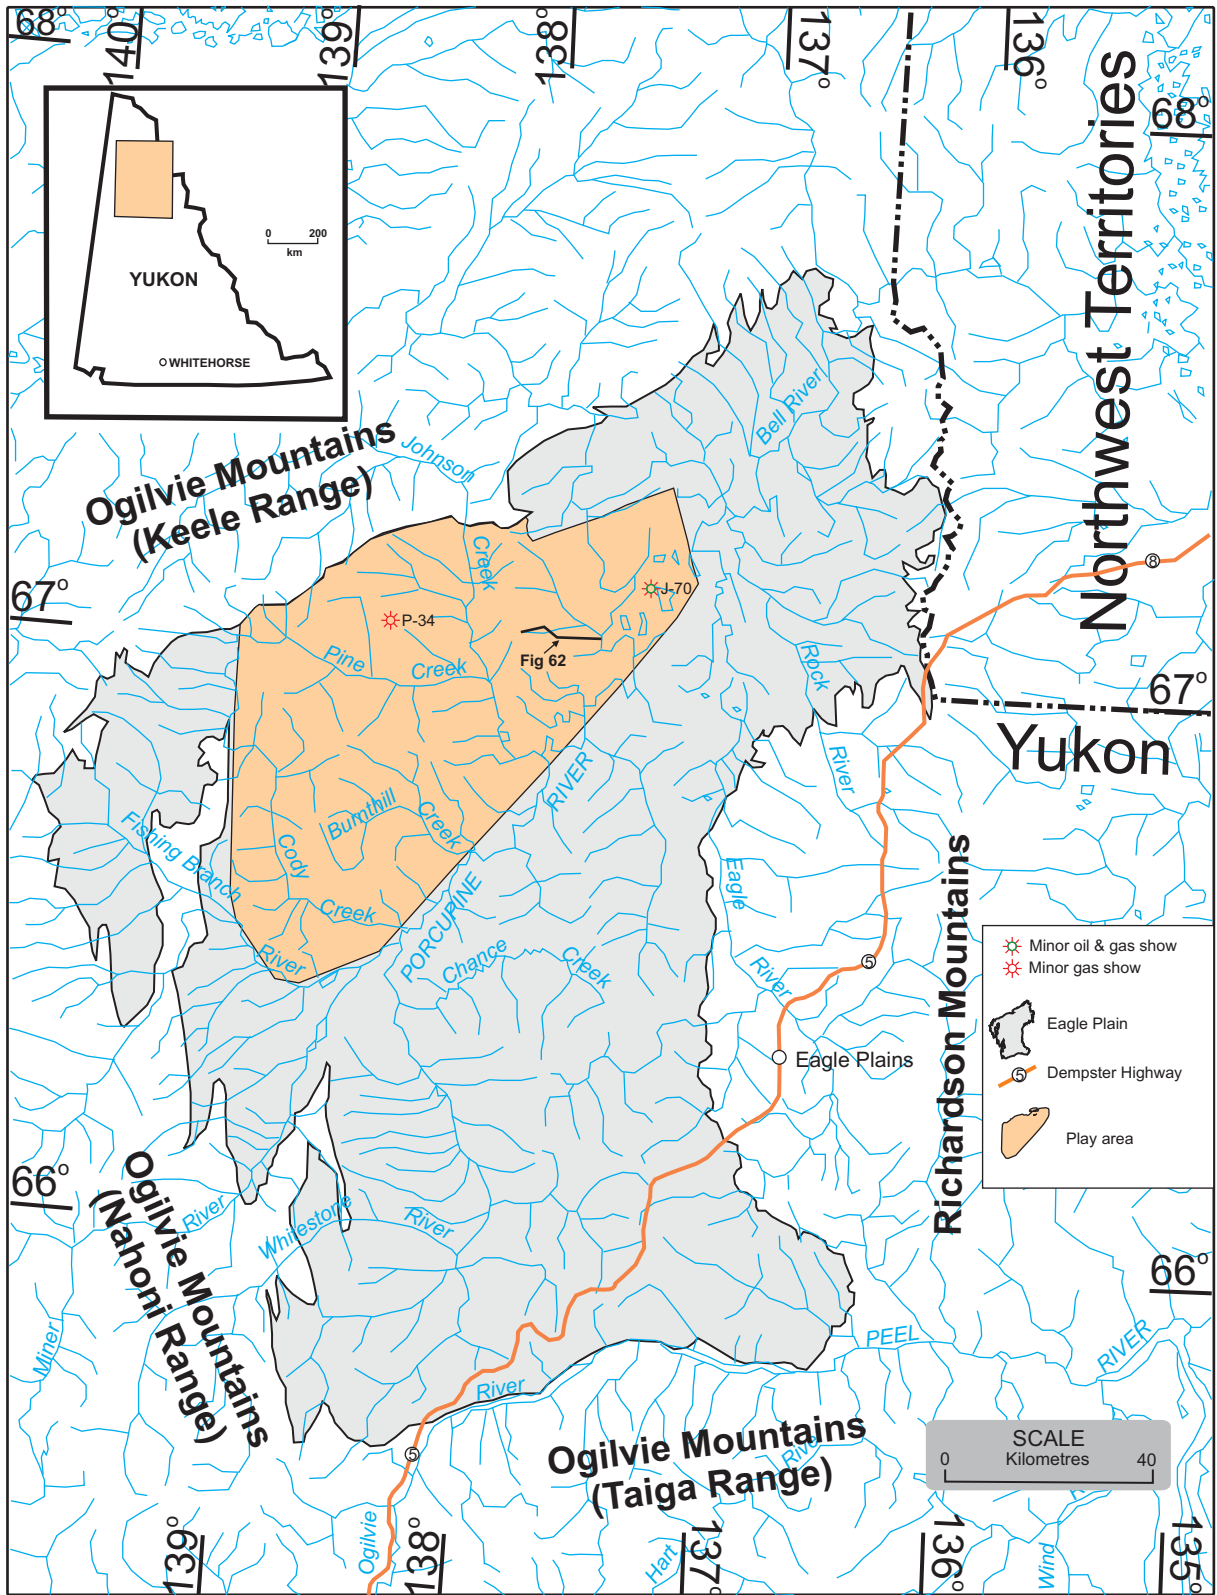 68°
140°
139°
138°
137°
136°
68°
Northwest Territories
0 200
km
YUKON
WHITEHORSE
Ogilvie Mountains
(Keele Range)
Johnson
Creek
Bell River
8
67°
P-34
J-70
Fig 62
Pine
Creek
Rock
River
67°
Yukon
RIVER
PORCUPINE
Burnthill
Creek
Cody
Creek
Fishing Branch
River
Chance
Creek
Eagle
River
5
Eagle Plains
Richardson Mountains
Minor oil & gas show
Minor gas show
Eagle Plain
5
Dempster Highway
Play area
66°
Ogilvie Mountains
(Nahoni Range)
River
Whitestone
River
Miner
66°
PEEL
RIVER
River
5
Ogilvie Mountains
(Taiga Range)
River
SCALE
Kilometres
0 40
Ogilvie
Hart
Wind
139°
138°
137°
136°
135°